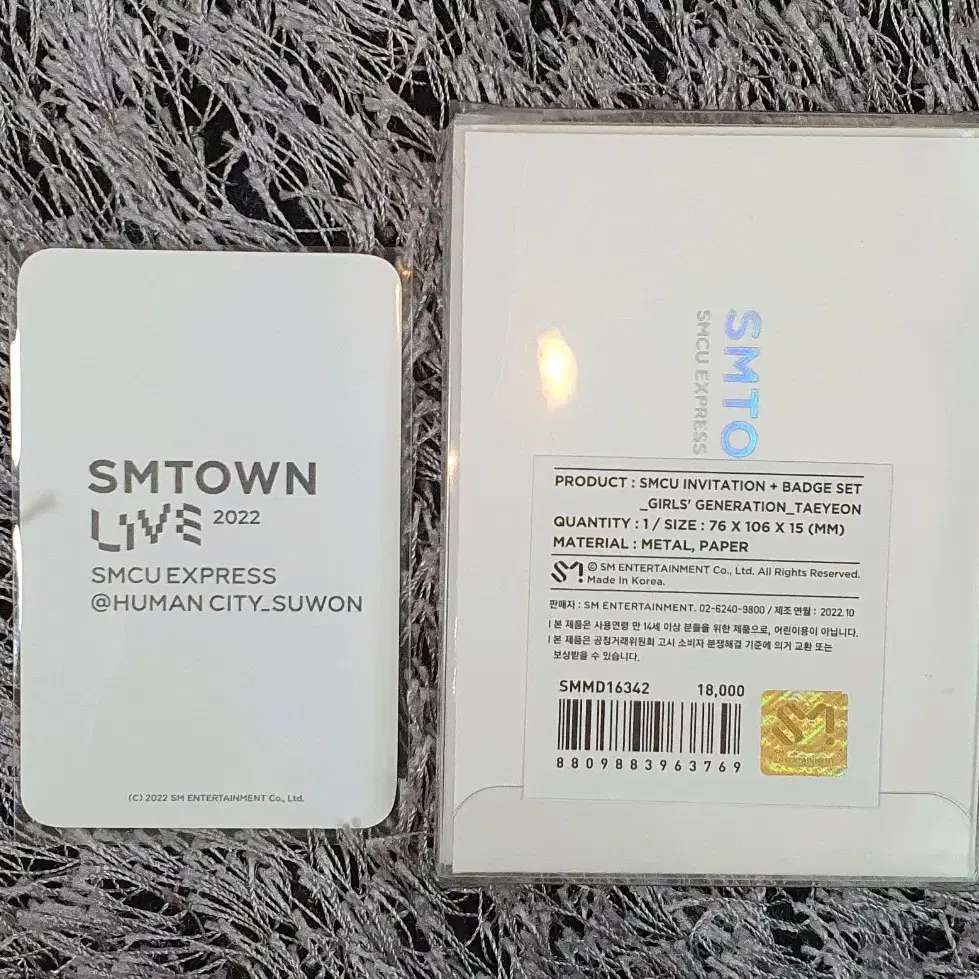 SMTOWN
LIVE 2022
SMCU EXPRESS
@HUMAN CITY_SUWON
(C) 2022 SM ENTERTAINMENT Co., Ltd.
SMTO
SMCU EXPRESS
PRODUCT : SMCU INVITATION + BADGE SET
_GIRLS' GENERATION_TAEYEON
QUANTITY : 1 / SIZE : 76 X 106 X 15 (MM)
MATERIAL : METAL, PAPER
SM! © SM ENTERTAINMENT Co., Ltd. All Rights Reserved.
Made In Korea.
판매자 : SM ENTERTAINMENT. 02-6240-9800 / 제조 연월 : 2022.10
l 본 제품은 사용연령 만 14세 이상 분들을 위한 제품으로, 어린이용이 아닙니다.
l 본 제품은 공정거래위원회 고시 소비자 분쟁해결 기준에 의거 교환 또는
보상받을 수 있습니다.
SMMD16342 18,000
8809883963769
SM!
ENTERTAINMENT